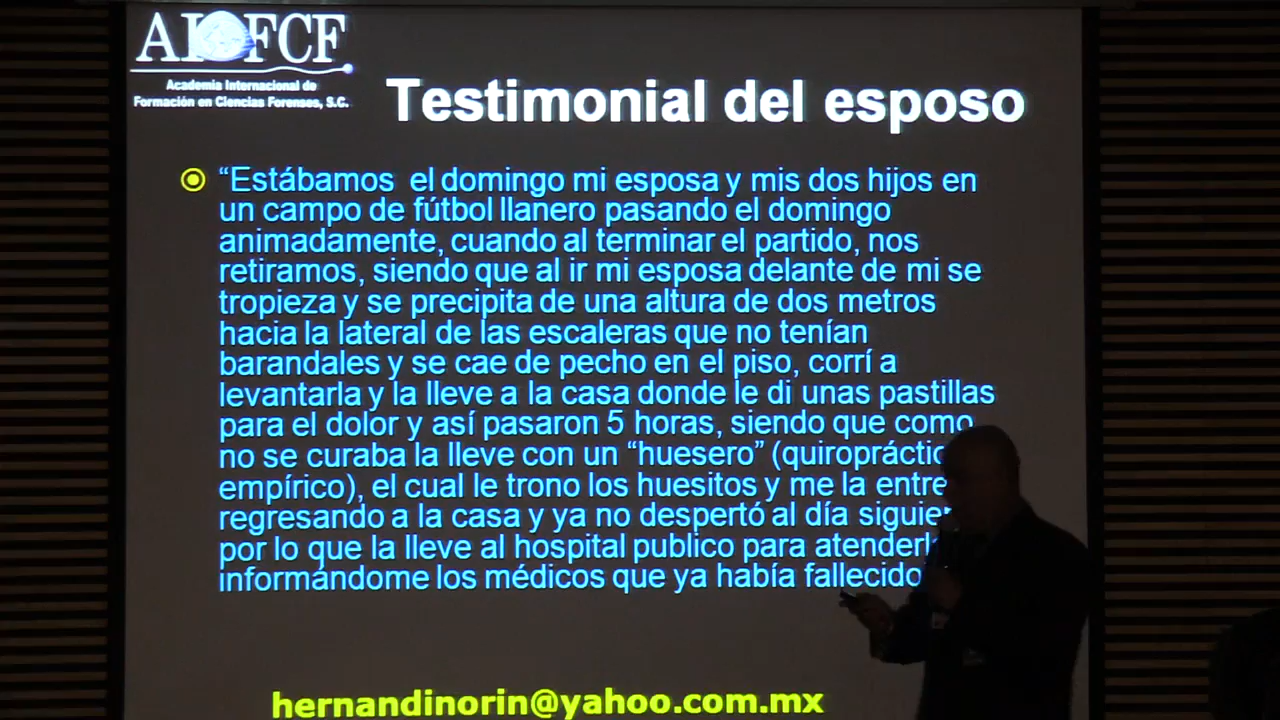 AIFCF
Academia Internacional de
Formación en Ciencias Forenses, S.C.
Testimonial del esposo
“Estábamos el domingo mi esposa y mis dos hijos en
un campo de fútbol llanero pasando el domingo
animadamente, cuando al terminar el partido, nos
retiramos, siendo que al ir mi esposa delante de mi se
tropieza y se precipita de una altura de dos metros
hacia la lateral de las escaleras que no tenían
barandales y se cae de pecho en el piso, corrí a
levantarla y la lleve a la casa donde le di unas pastillas
para el dolor y así pasaron 5 horas, siendo que como
no se curaba la lleve con un “huesero”
empírico), el cual le trono los huesitos y me la
regresando a la casa y ya no despertó al día
por lo que la lleve al hospital publico para
informándome los médicos que ya había fallecido
hernandinorin@yahoo.com.mx